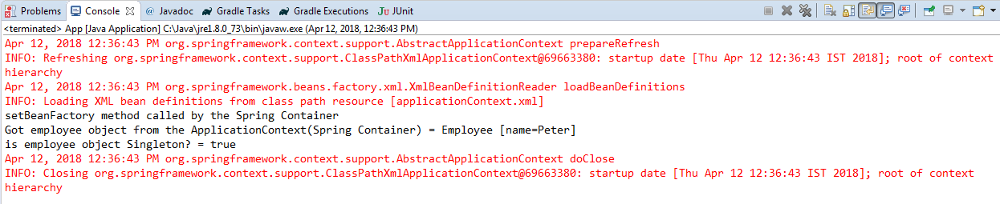 Problems Console Javadoc Gradle Tasks Gradle Executions JUnit
<terminated> App [Java Application] C:\Java\jre1.8.0_73\bin\javaw.exe (Apr 12, 2018, 12:36:43 PM)
Apr 12, 2018 12:36:43 PM org.springframework.context.support.AbstractApplicationContext prepareRefresh
INFO: Refreshing org.springframework.context.support.ClassPathXmlApplicationContext@69663380: startup date [Thu Apr 12 12:36:43 IST 2018]; root of context
hierarchy
Apr 12, 2018 12:36:43 PM org.springframework.beans.factory.xml.XmlBeanDefinitionReader loadBeanDefinitions
INFO: Loading XML bean definitions from class path resource [applicationContext.xml]
setBeanFactory method called by the Spring Container
Got employee object from the ApplicationContext(Spring Container) = Employee [name=Peter]
is employee object Singleton? = true
Apr 12, 2018 12:36:43 PM org.springframework.context.support.AbstractApplicationContext doClose
INFO: Closing org.springframework.context.support.ClassPathXmlApplicationContext@69663380: startup date [Thu Apr 12 12:36:43 IST 2018]; root of context
hierarchy